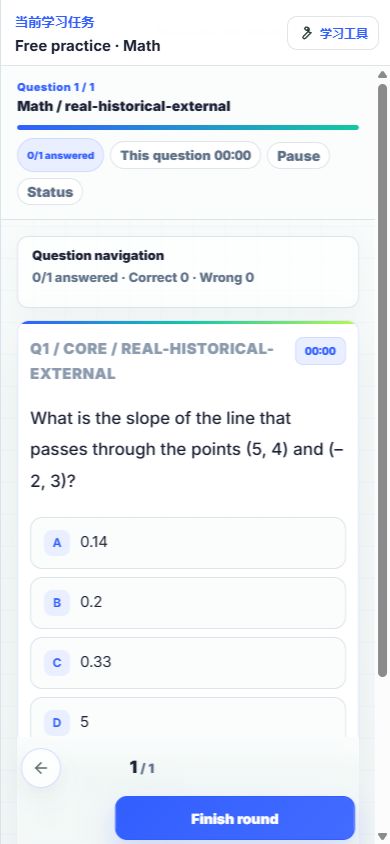 当前学习任务
Free practice · Math
学习工具
Question 1 / 1
Math / real-historical-external
0/1 answered
This question 00:00
Pause
Status
Question navigation
0/1 answered · Correct 0 · Wrong 0
Q1 / CORE / REAL-HISTORICAL-
EXTERNAL
00:00
What is the slope of the line that
passes through the points (5, 4) and (–
2, 3)?
A 0.14
B 0.2
C 0.33
D 5
1 / 1
Finish round